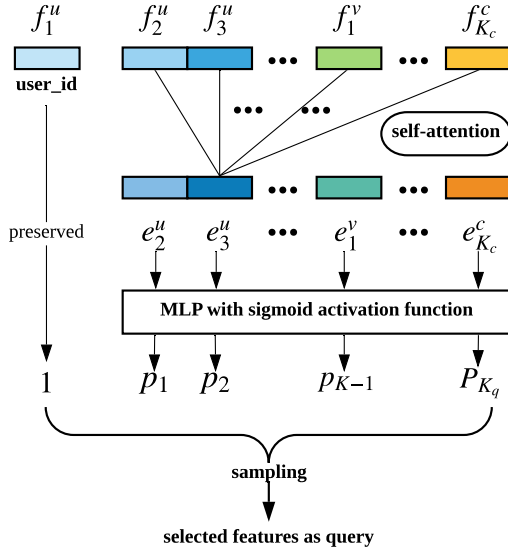 f_1^u f_2^u f_3^u ••• f_1^v ••• f_{K_c}^c
user_id
••• •••
self-attention
••• •••
preserved
e_2^u e_3^u ••• e_1^v ••• e_{K_c}^c
MLP with sigmoid activation function
1 p_1 p_2 p_{K-1} P_{K_q}
sampling
selected features as query